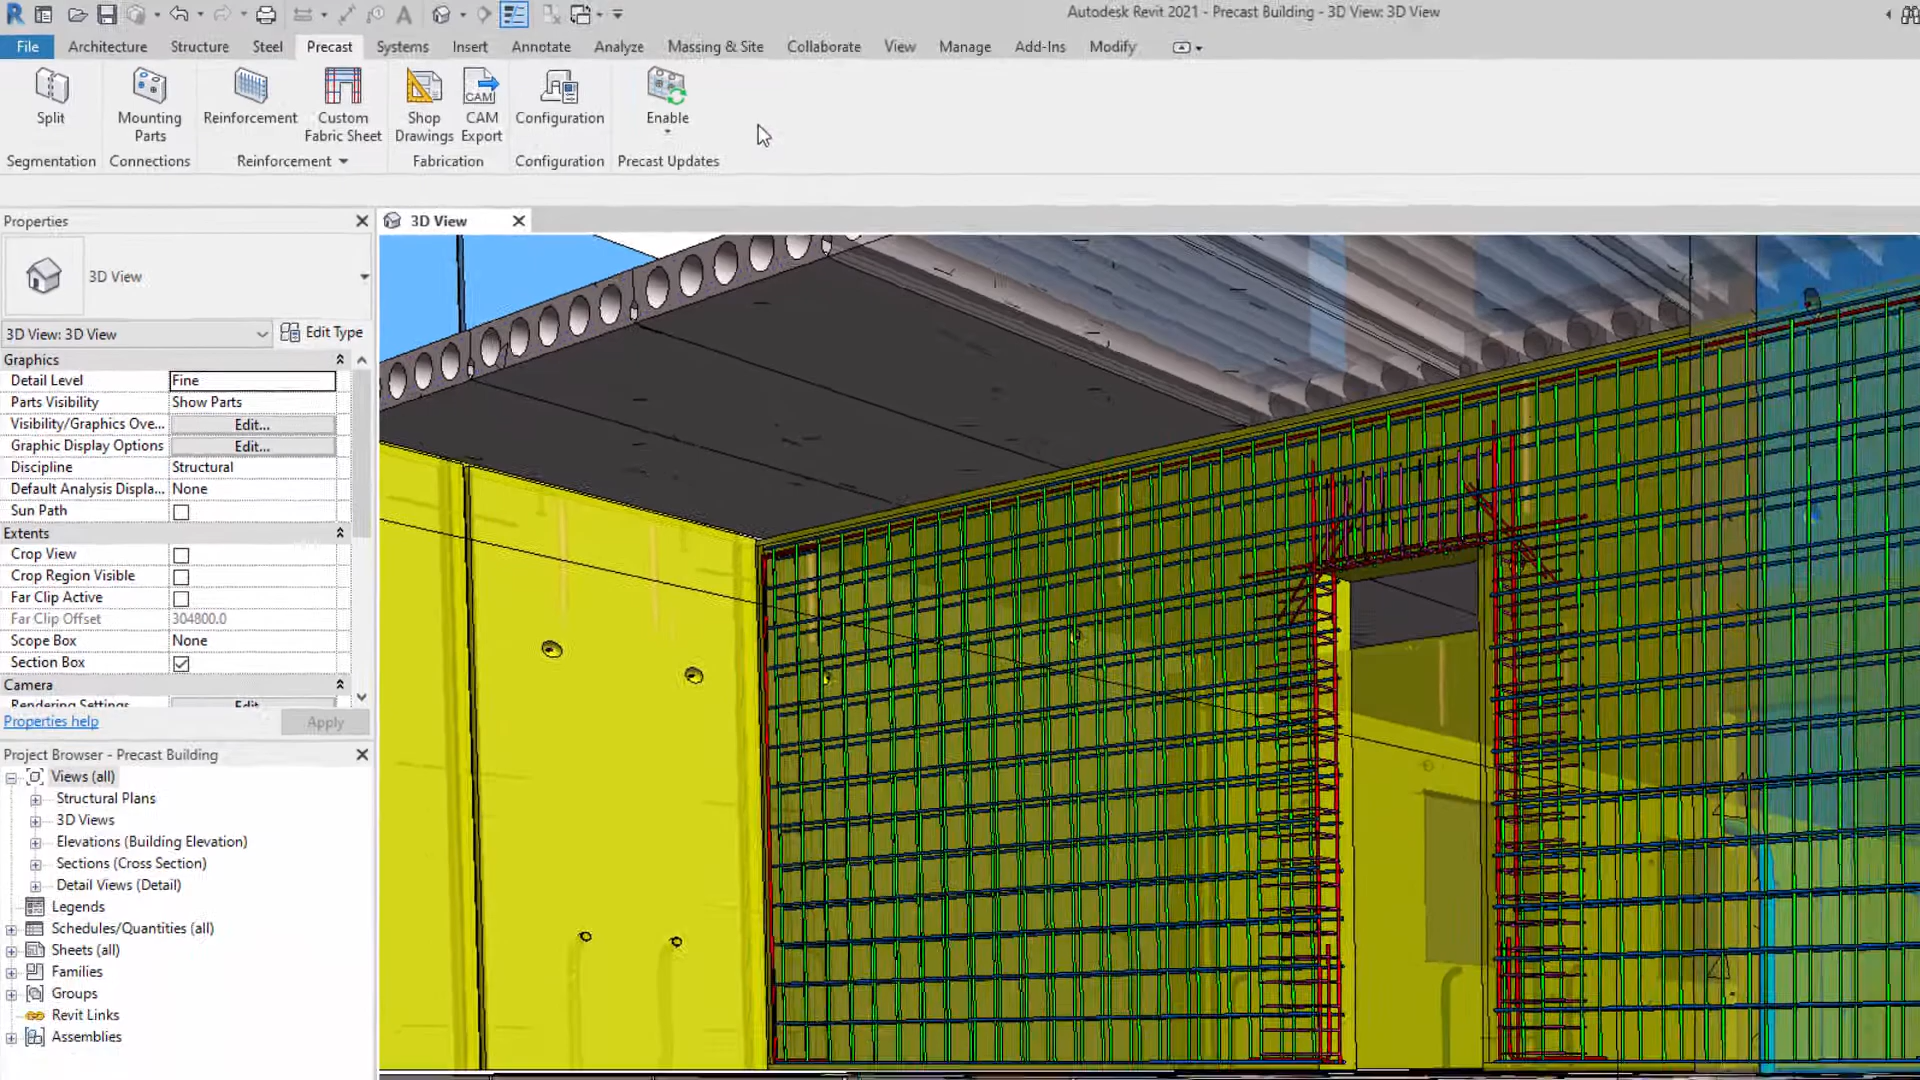 Autodesk Revit 2021 - Precast Building - 3D View: 3D View
File Architecture Structure Steel Precast Systems Insert Annotate Analyze Massing & Site Collaborate View Manage Add-Ins Modify
Split
Mounting
Parts
Reinforcement
Custom
Fabric Sheet
Shop
Drawings
CAM
CAM
Export
Configuration
Enable
Segmentation Connections Reinforcement Fabrication Configuration Precast Updates
Properties
3D View
3D View
3D View: 3D View
Edit Type
Graphics
Detail Level Fine
Parts Visibility Show Parts
Visibility/Graphics Ove... Edit...
Graphic Display Options Edit...
Discipline Structural
Default Analysis Displa... None
Sun Path
Extents
Crop View
Crop Region Visible
Far Clip Active
Far Clip Offset 304800.0
Scope Box None
Section Box
Camera
Rendering Settings Edit...
Properties help Apply
Project Browser - Precast Building
Views (all)
Structural Plans
3D Views
Elevations (Building Elevation)
Sections (Cross Section)
Detail Views (Detail)
Legends
Schedules/Quantities (all)
Sheets (all)
Families
Groups
Revit Links
Assemblies